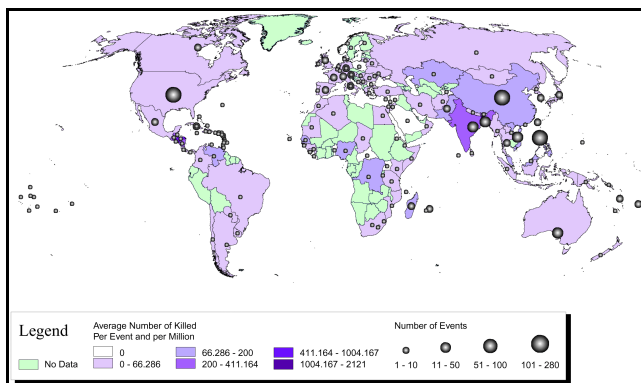 Legend
No Data
Average Number of Killed
Per Event and per Million
0
0 - 66.286
66.286 - 200
200 - 411.164
411.164 - 1004.167
1004.167 - 2121
Number of Events
1 - 10
11 - 50
51 - 100
101 - 280